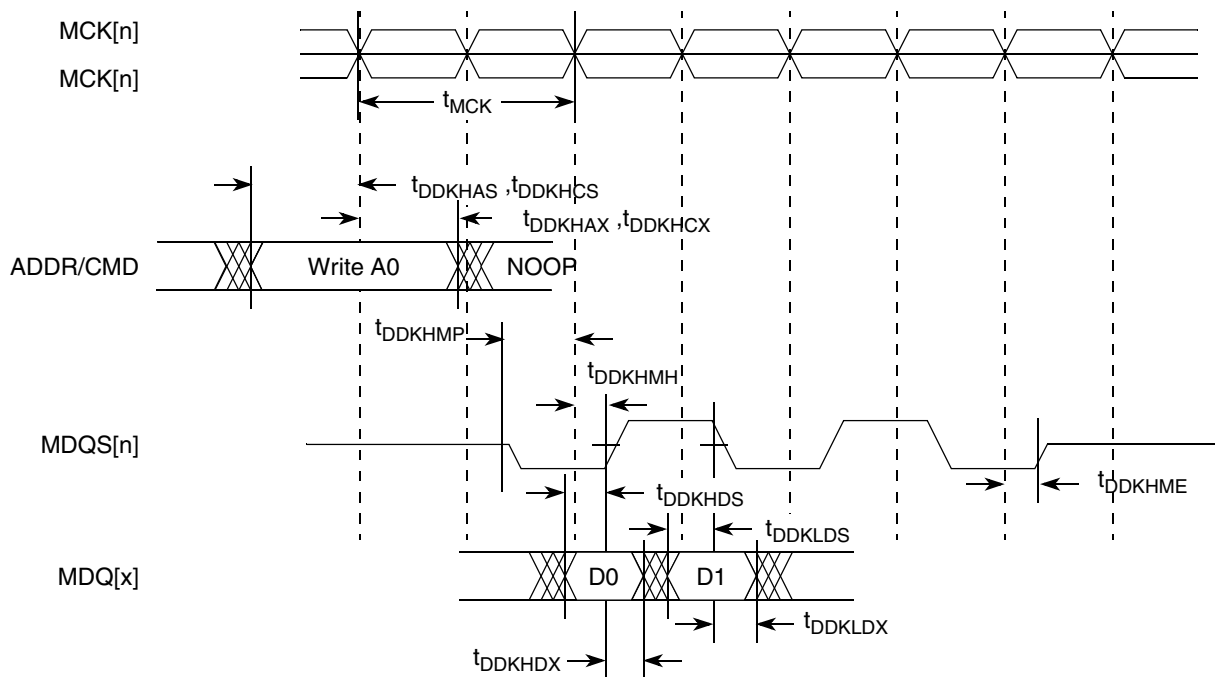 MCK[n]
MCK[n]
tMCK
tDDKHAS ,tDDKHCS
tDDKHAX ,tDDKHCX
ADDR/CMD
Write A0
NOOP
tDDKHMP
tDDKHMH
MDQS[n]
tDDKHDS
tDDKHME
tDDKLDS
MDQ[x]
D0
D1
tDDKLDX
tDDKHDX